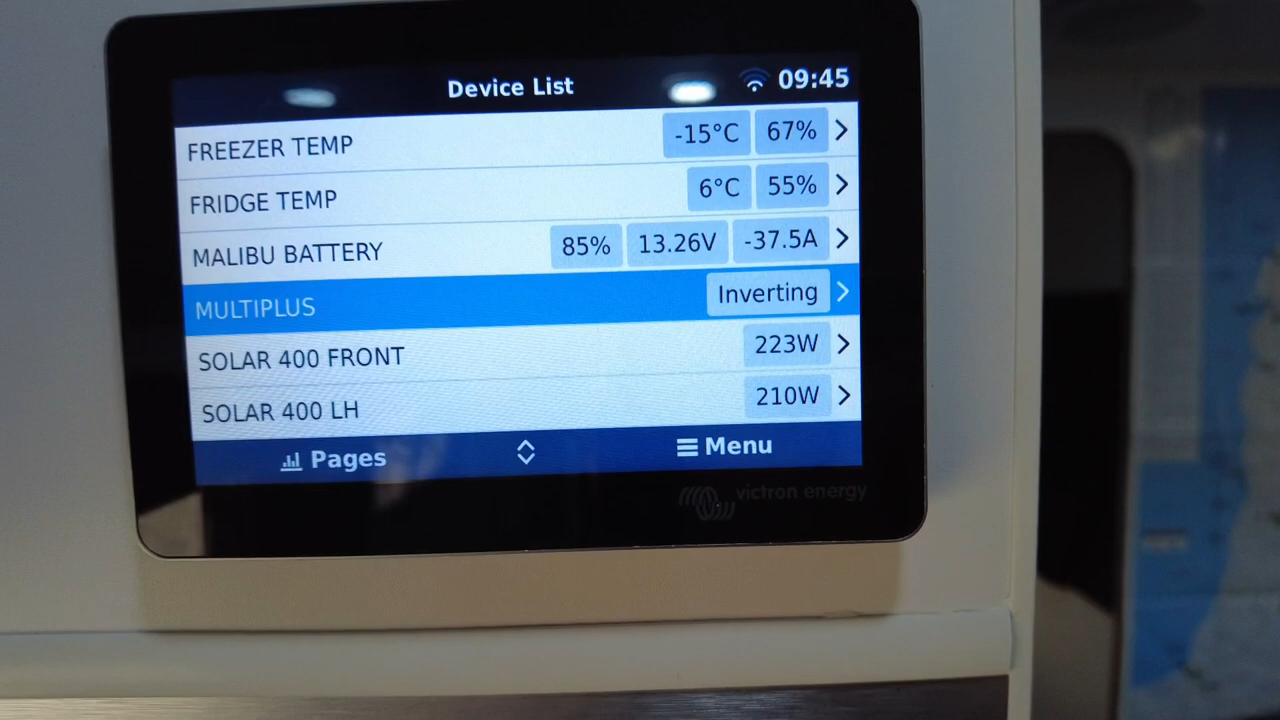 Device List 09:45
FREEZER TEMP -15°C 67%
FRIDGE TEMP 6°C 55%
MALIBU BATTERY 85% 13.26V -37.5A
MULTIPLUS Inverting
SOLAR 400 FRONT 223W
SOLAR 400 LH 210W
Pages Menu
victron energy